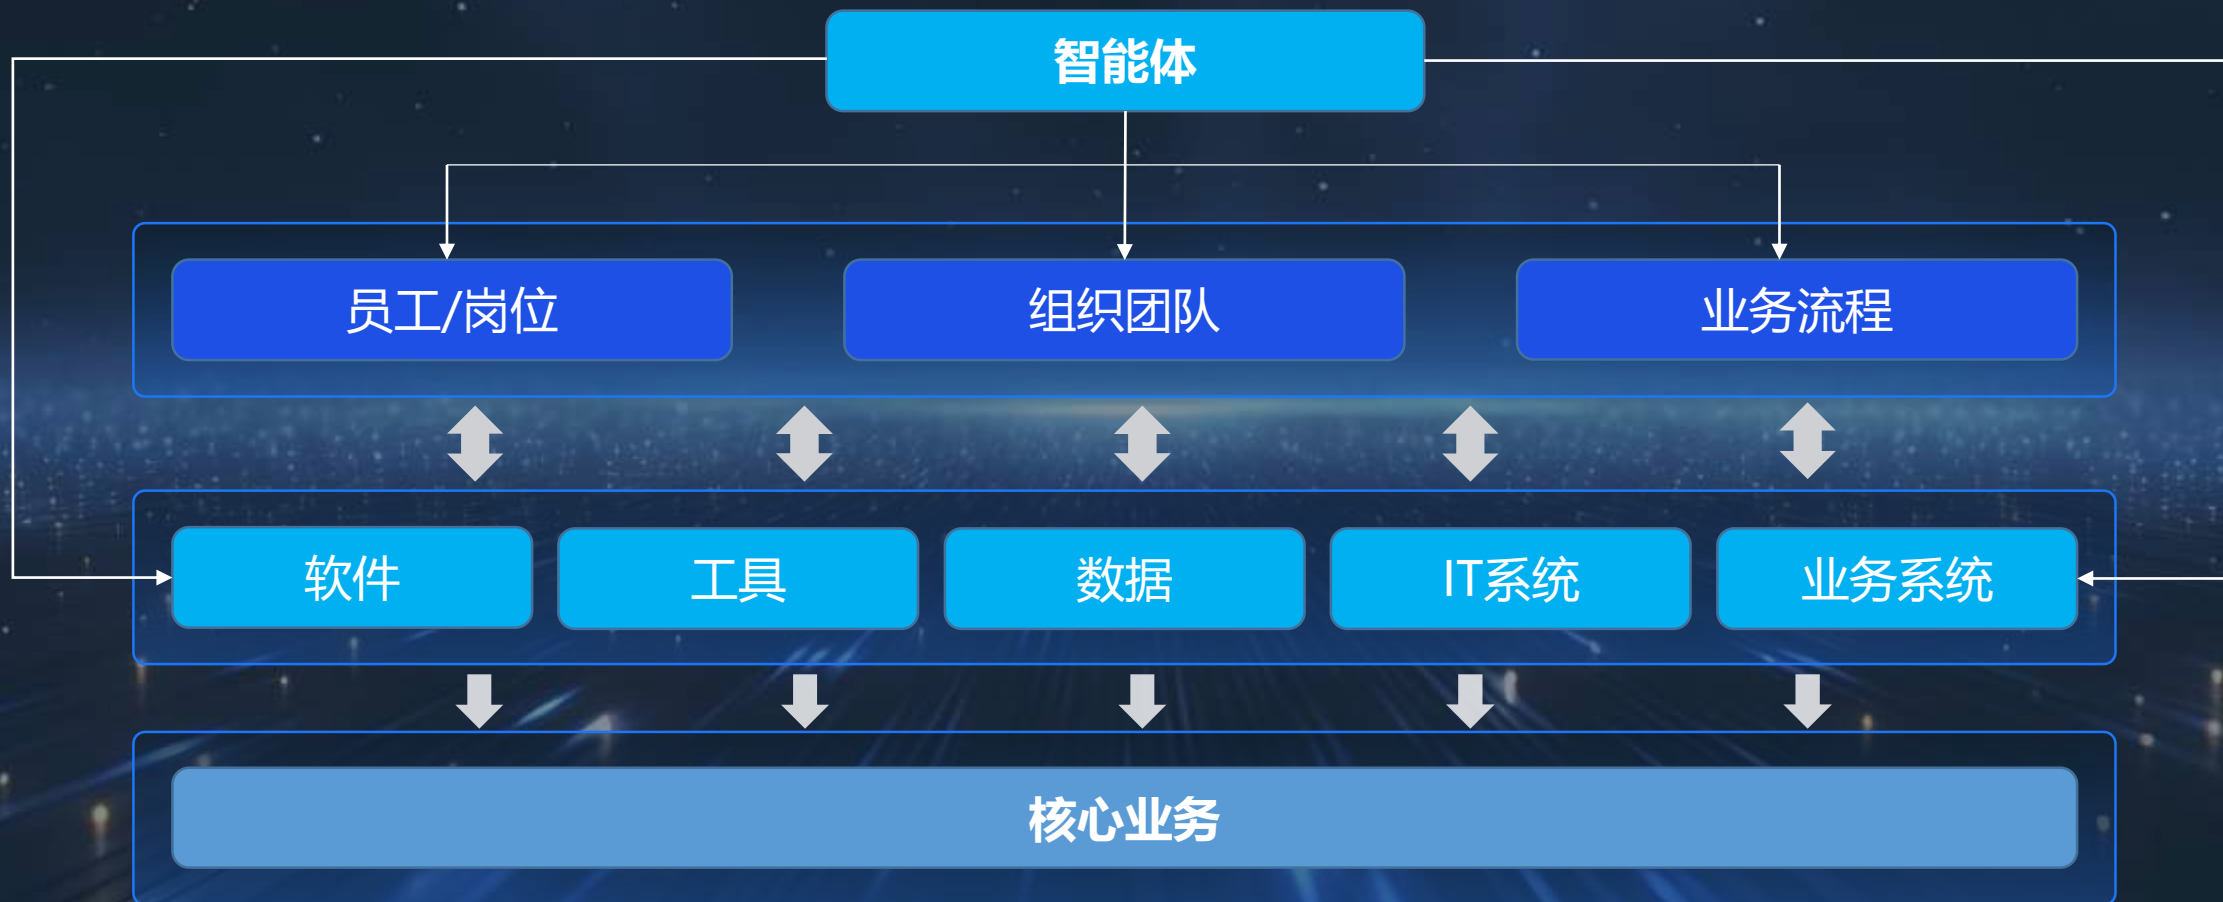 智能体
员工/岗位
组织团队
业务流程
软件
工具
数据
IT系统
业务系统
核心业务